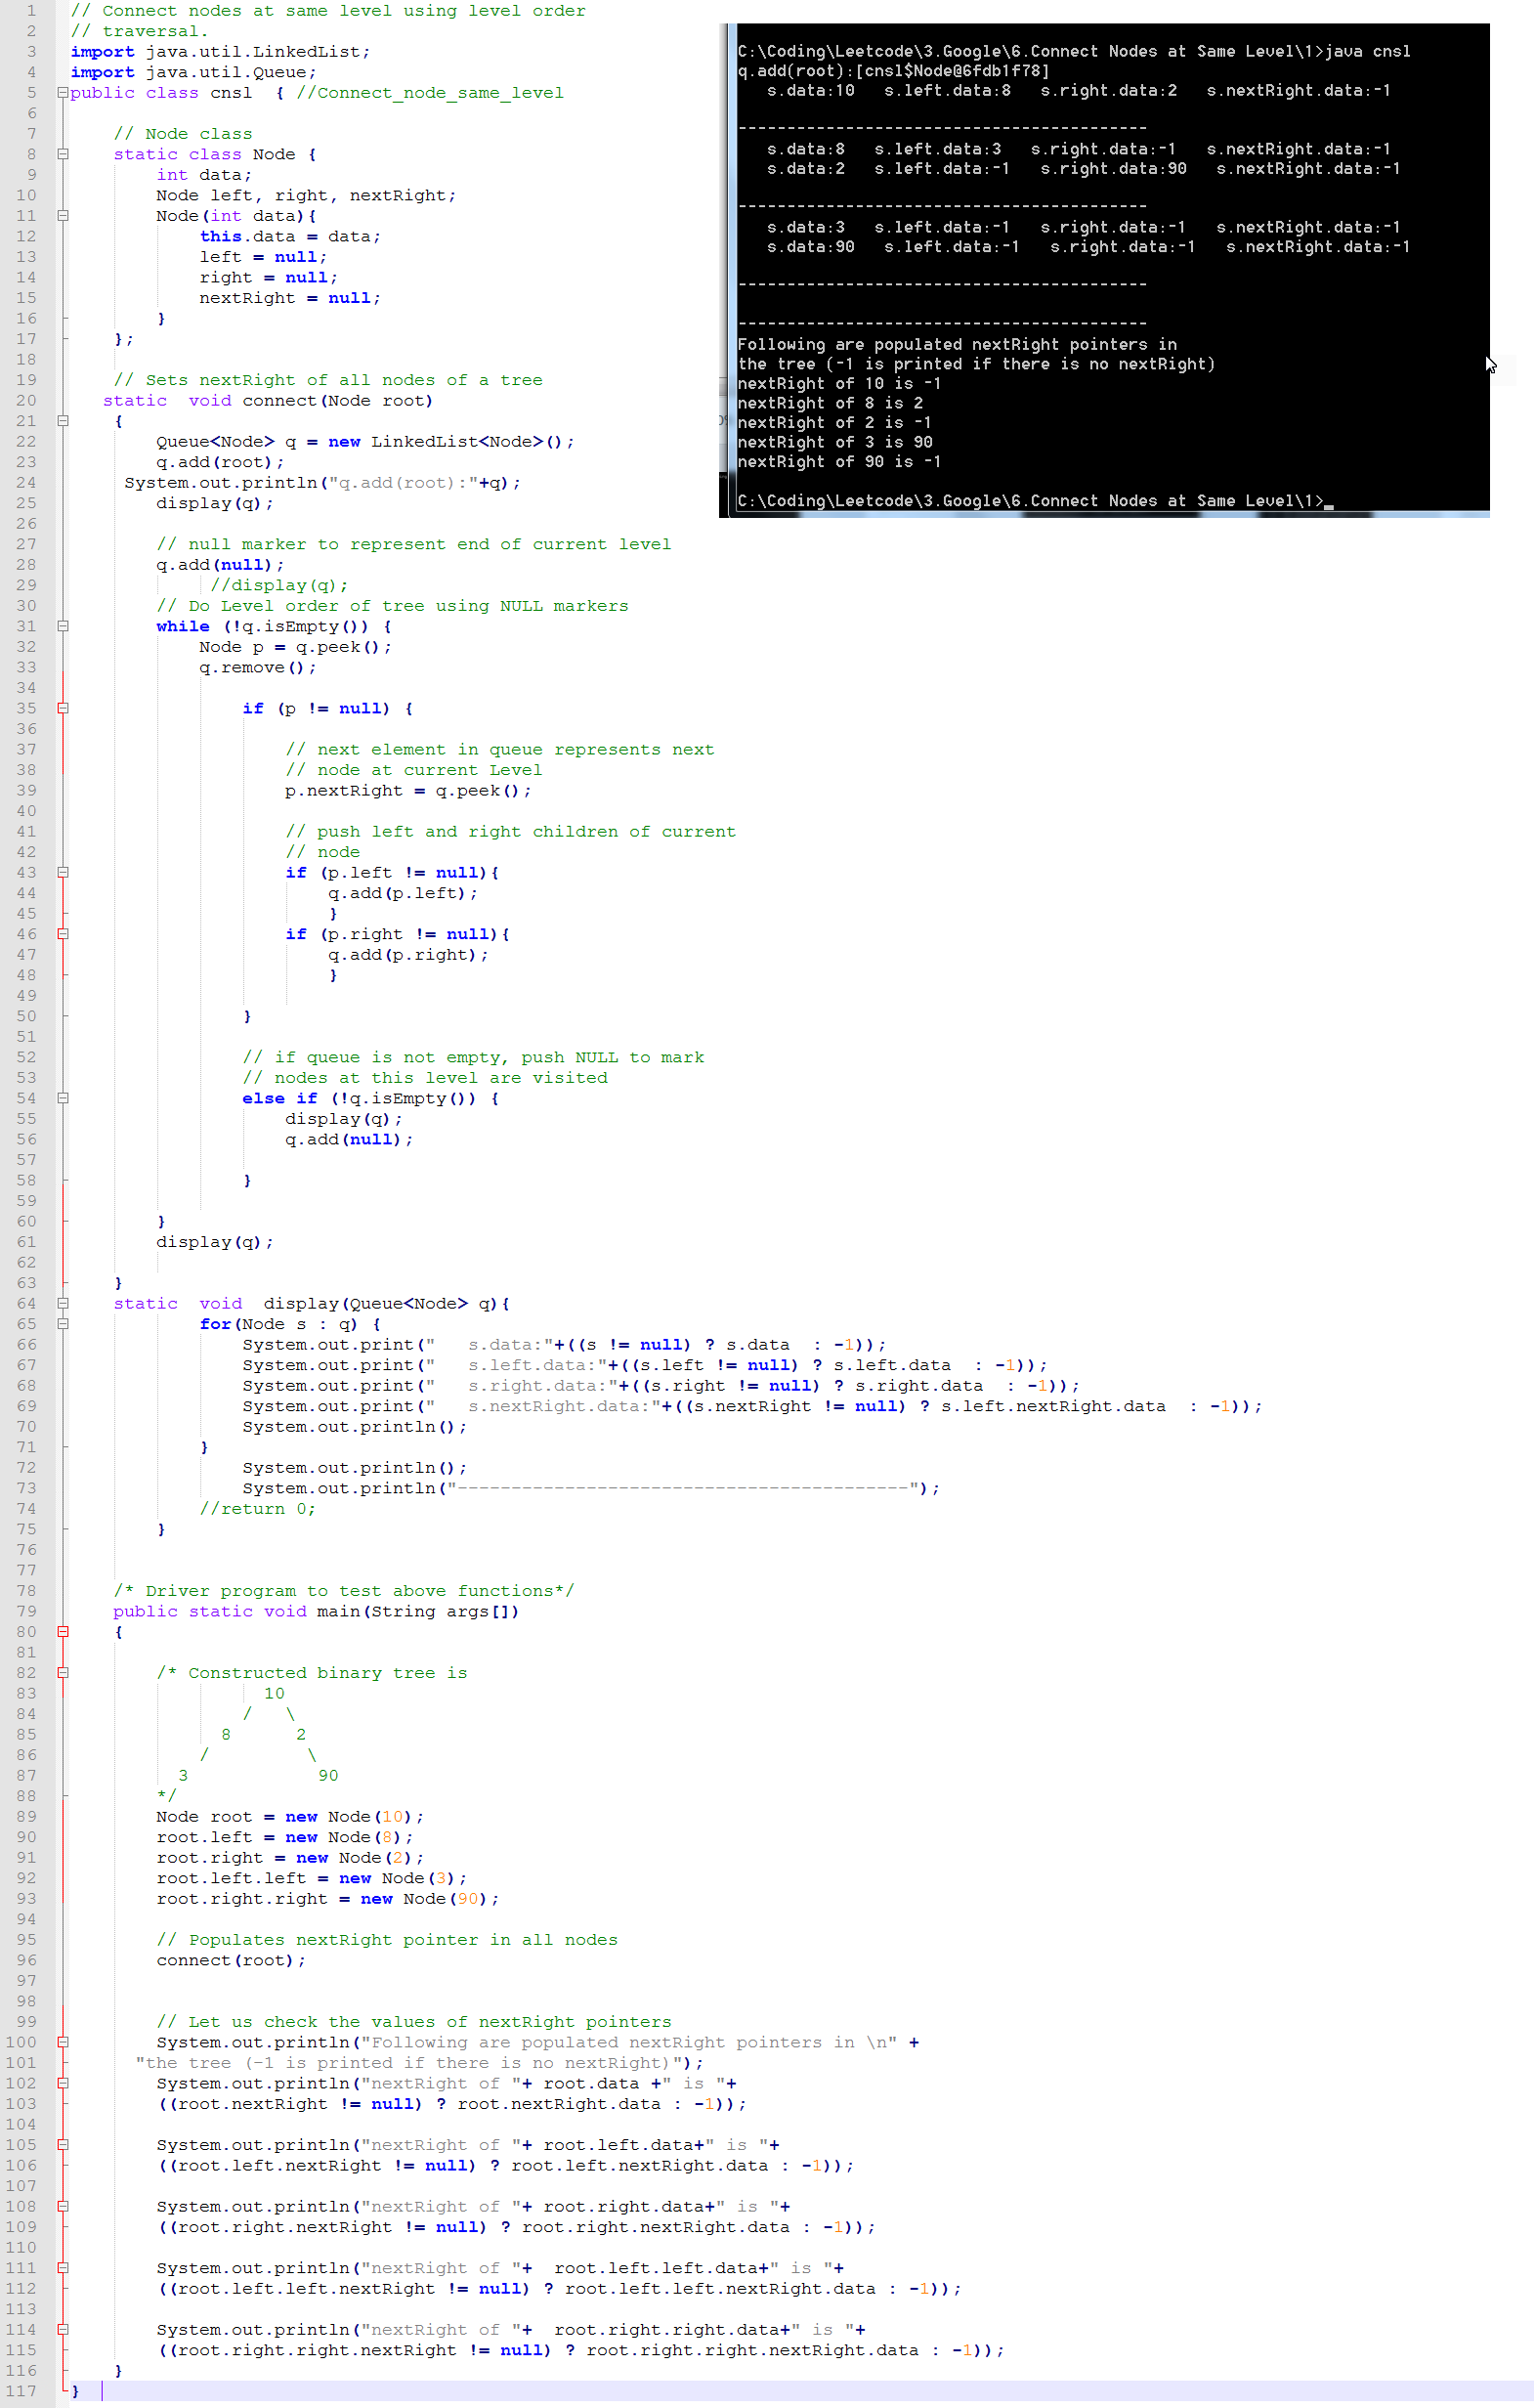 1 // Connect nodes at same level using level order
2 // traversal.
3 import java.util.LinkedList;
4 import java.util.Queue;
5 public class cnsl  { //Connect_node_same_level
6
7 // Node class
8 static class Node {
9 int data;
10 Node left, right, nextRight;
11 Node(int data){
12 this.data = data;
13 left = null;
14 right = null;
15 nextRight = null;
16 }
17 };
18
19 // Sets nextRight of all nodes of a tree
20 static  void connect(Node root)
21 {
22 Queue<Node> q = new LinkedList<Node>();
23 q.add(root);
24 System.out.println("q.add(root):"+q);
25 display(q);
26
27 // null marker to represent end of current level
28 q.add(null);
29 //display(q);
30 // Do Level order of tree using NULL markers
31 while (!q.isEmpty()) {
32 Node p = q.peek();
33 q.remove();
34
35 if (p != null) {
36
37 // next element in queue represents next
38 // node at current Level
39 p.nextRight = q.peek();
40
41 // push left and right children of current
42 // node
43 if (p.left != null){
44 q.add(p.left);
45 }
46 if (p.right != null){
47 q.add(p.right);
48 }
49
50 }
51
52 // if queue is not empty, push NULL to mark
53 // nodes at this level are visited
54 else if (!q.isEmpty()) {
55 display(q);
56 q.add(null);
57
58 }
59
60 }
61 display(q);
62
63 }
64 static  void  display(Queue<Node> q){
65 for(Node s : q) {
66 System.out.print("   s.data:"+((s != null) ? s.data  : -1));
67 System.out.print("   s.left.data:"+((s.left != null) ? s.left.data  : -1));
68 System.out.print("   s.right.data:"+((s.right != null) ? s.right.data  : -1));
69 System.out.print("   s.nextRight.data:"+((s.nextRight != null) ? s.left.nextRight.data  : -1));
70 System.out.println();
71 }
72 System.out.println();
73 System.out.println("------------------------------------------");
74 //return 0;
75 }
76
77
78 /* Driver program to test above functions*/
79 public static void main(String args[])
80 {
81
82 /* Constructed binary tree is
83 10
84 /   \
85 8      2
86 /         \
87 3            90
88 */
89 Node root = new Node(10);
90 root.left = new Node(8);
91 root.right = new Node(2);
92 root.left.left = new Node(3);
93 root.right.right = new Node(90);
94
95 // Populates nextRight pointer in all nodes
96 connect(root);
97
98
99 // Let us check the values of nextRight pointers
100 System.out.println("Following are populated nextRight pointers in \n" +
101 "the tree (-1 is printed if there is no nextRight)");
102 System.out.println("nextRight of "+ root.data +" is "+
103 ((root.nextRight != null) ? root.nextRight.data : -1));
104
105 System.out.println("nextRight of "+ root.left.data+" is "+
106 ((root.left.nextRight != null) ? root.left.nextRight.data : -1));
107
108 System.out.println("nextRight of "+ root.right.data+" is "+
109 ((root.right.nextRight != null) ? root.right.nextRight.data : -1));
110
111 System.out.println("nextRight of "+  root.left.left.data+" is "+
112 ((root.left.left.nextRight != null) ? root.left.left.nextRight.data : -1));
113
114 System.out.println("nextRight of "+  root.right.right.data+" is "+
115 ((root.right.right.nextRight != null) ? root.right.right.nextRight.data : -1));
116 }
117 }
C:\Coding\Leetcode\3.Google\6.Connect Nodes at Same Level\1>java cnsl
q.add(root):[cnsl$Node@6fdb1f78]
s.data:10   s.left.data:8   s.right.data:2   s.nextRight.data:-1
------------------------------------------
s.data:8   s.left.data:3   s.right.data:-1   s.nextRight.data:-1
s.data:2   s.left.data:-1   s.right.data:90   s.nextRight.data:-1
------------------------------------------
s.data:3   s.left.data:-1   s.right.data:-1   s.nextRight.data:-1
s.data:90   s.left.data:-1   s.right.data:-1   s.nextRight.data:-1
------------------------------------------
------------------------------------------
Following are populated nextRight pointers in
the tree (-1 is printed if there is no nextRight)
nextRight of 10 is -1
nextRight of 8 is 2
nextRight of 2 is -1
nextRight of 3 is 90
nextRight of 90 is -1
C:\Coding\Leetcode\3.Google\6.Connect Nodes at Same Level\1>_